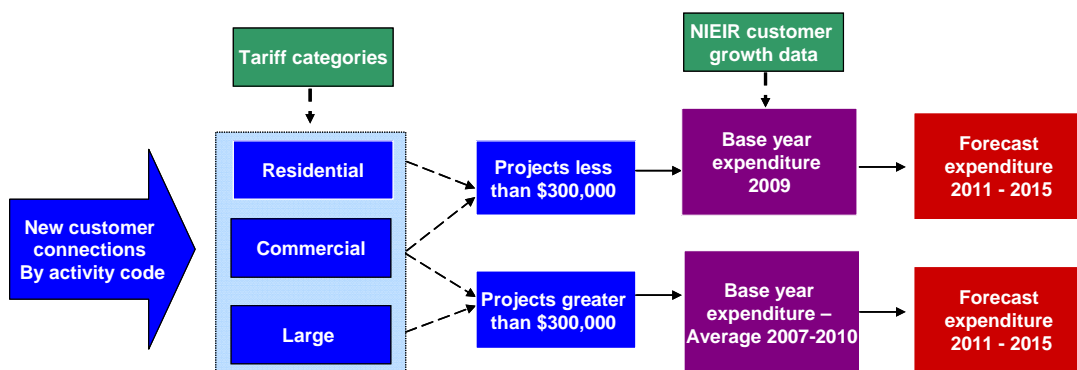 Tariff categories
NIEIR customer
growth data
New customer
connections
By activity code
Residential
Commercial
Large
Projects less
than $300,000
Projects greater
than $300,000
Base year
expenditure
2009
Base year
expenditure –
Average 2007-2010
Forecast
expenditure
2011 - 2015
Forecast
expenditure
2011 - 2015